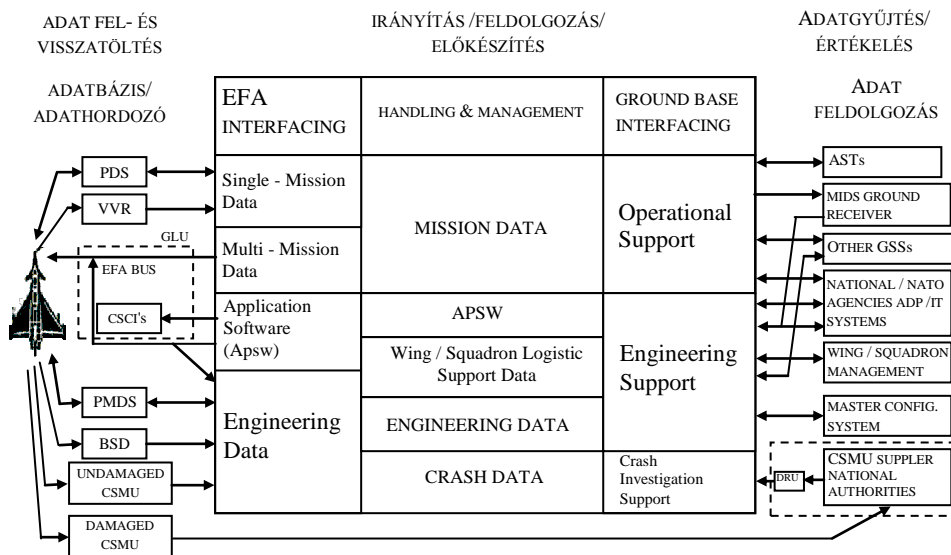 ADAT FEL- ÉS
VISSZATÖLTÉS
ADATBÁZIS/
ADATHORDOZÓ
IRÁNYÍTÁS /FELDOLGOZÁS/
ELŐKÉSZÍTÉS
ADATGYŰJTÉS/
ÉRTÉKELÉS
ADAT
FELDOLGOZÁS
EFA
INTERFACING
HANDLING & MANAGEMENT
GROUND BASE
INTERFACING
PDS
VVR
GLU
EFA BUS
CSCI's
PMDS
BSD
UNDAMAGED
CSMU
DAMAGED
CSMU
Single - Mission
Data
Multi - Mission
Data
Application
Software
(Apsw)
Engineering
Data
MISSION DATA
APSW
Wing / Squadron Logistic
Support Data
ENGINEERING DATA
CRASH DATA
Operational
Support
Engineering
Support
Crash
Investigation
Support
ASTs
MIDS GROUND
RECEIVER
OTHER GSSs
NATIONAL / NATO
AGENCIES ADP /IT
SYSTEMS
WING / SQUADRON
MANAGEMENT
MASTER CONFIG.
SYSTEM
DRU
CSMU SUPPLER
NATIONAL
AUTHORITIES